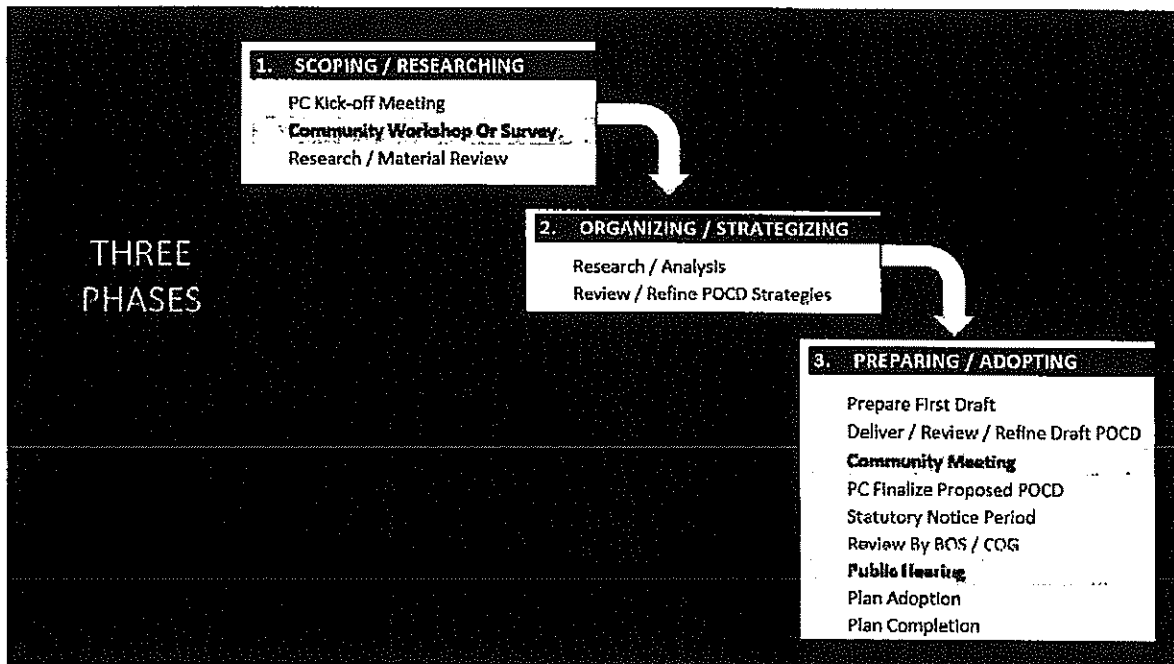 THREE
PHASES
1. SCOPING / RESEARCHING
PC Kick-off Meeting
Community Workshop Or Survey
Research / Material Review
2. ORGANIZING / STRATEGIZING
Research / Analysis
Review / Refine POCD Strategies
3. PREPARING / ADOPTING
Prepare First Draft
Deliver / Review / Refine Draft POCD
Community Meeting
PC Finalize Proposed POCD
Statutory Notice Period
Review By BOS / COG
Public Hearing
Plan Adoption
Plan Completion